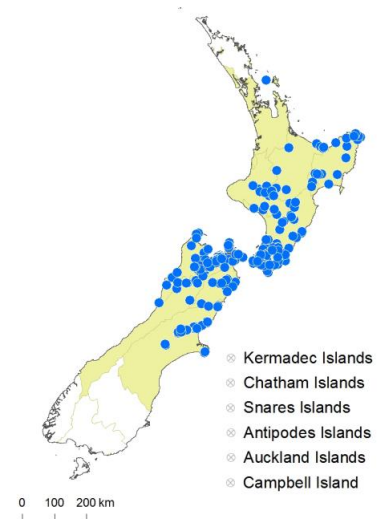 Kermadec Islands
Chatham Islands
Snares Islands
Antipodes Islands
Auckland Islands
Campbell Island
0 100 200 km